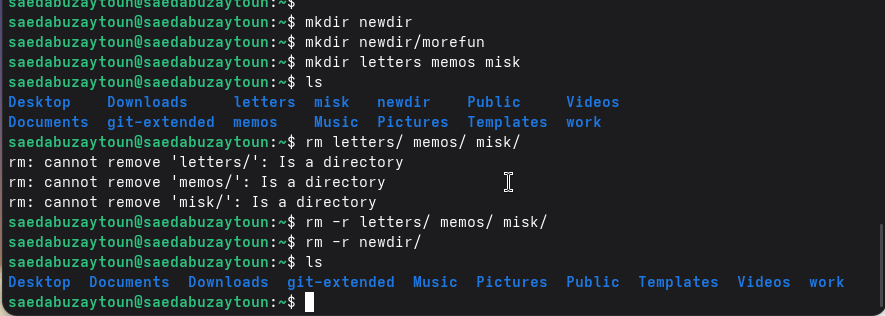 saedabuzaytoun@saedabuzaytoun:~$
saedabuzaytoun@saedabuzaytoun:~$ mkdir newdir
saedabuzaytoun@saedabuzaytoun:~$ mkdir newdir/morefun
saedabuzaytoun@saedabuzaytoun:~$ mkdir letters memos misk
saedabuzaytoun@saedabuzaytoun:~$ ls
Desktop    Downloads     letters  misk   newdir    Public     Videos
Documents  git-extended  memos    Music  Pictures  Templates  work
saedabuzaytoun@saedabuzaytoun:~$ rm letters/ memos/ misk/
rm: cannot remove 'letters/': Is a directory
rm: cannot remove 'memos/': Is a directory
rm: cannot remove 'misk/': Is a directory
saedabuzaytoun@saedabuzaytoun:~$ rm -r letters/ memos/ misk/
saedabuzaytoun@saedabuzaytoun:~$ rm -r newdir/
saedabuzaytoun@saedabuzaytoun:~$ ls
Desktop  Documents  Downloads  git-extended  Music  Pictures  Public  Templates  Videos  work
saedabuzaytoun@saedabuzaytoun:~$